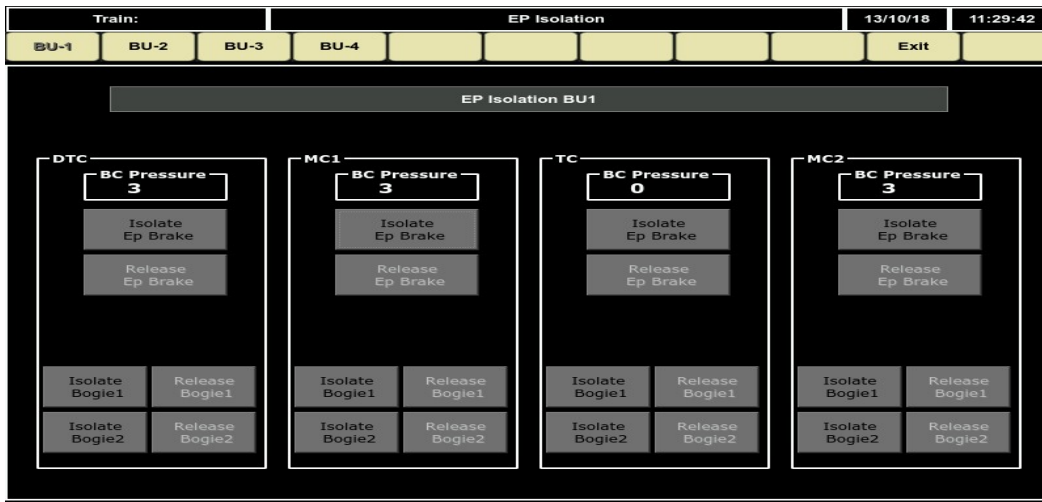 Train: EP Isolation 13/10/18 11:29:42
BU-1 BU-2 BU-3 BU-4 Exit
EP Isolation BU1
DTC MC1 TC MC2
BC Pressure BC Pressure BC Pressure BC Pressure
3 3 0 3
Isolate Isolate Isolate Isolate
Ep Brake Ep Brake Ep Brake Ep Brake
Release Release Release Release
Ep Brake Ep Brake Ep Brake Ep Brake
Isolate Release Isolate Release Isolate Release Isolate Release
Bogie1 Bogie1 Bogie1 Bogie1 Bogie1 Bogie1 Bogie1 Bogie1
Isolate Release Isolate Release Isolate Release Isolate Release
Bogie2 Bogie2 Bogie2 Bogie2 Bogie2 Bogie2 Bogie2 Bogie2